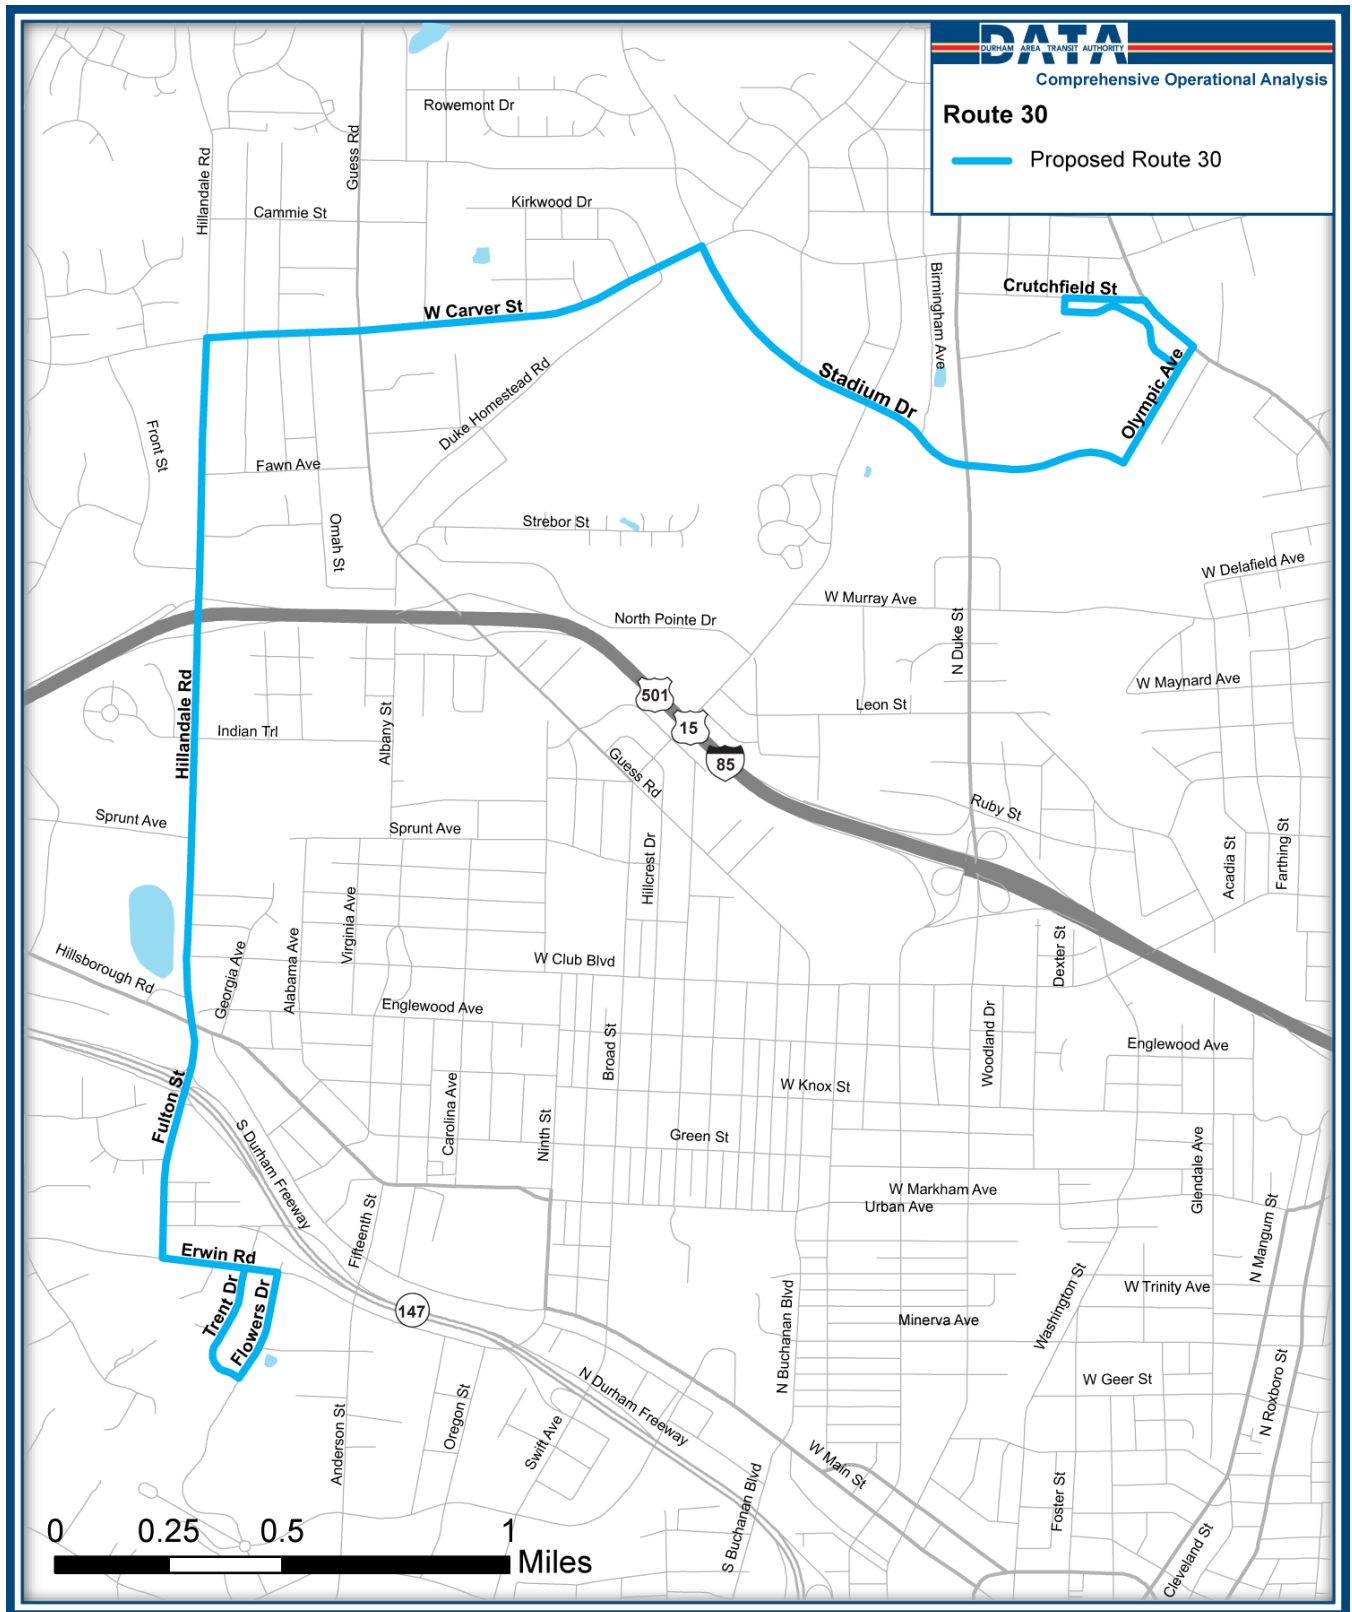 DATA
DURHAM AREA TRANSIT AUTHORITY
Comprehensive Operational Analysis
Route 30
Proposed Route 30
Rowemont Dr
Guess Rd
Hillandale Rd
Cammie St
Kirkwood Dr
Birmingham Ave
Crutchfield St
W Carver St
Olympic Ave
Stadium Dr
Duke Homestead Rd
Front St
Fawn Ave
Omah St
Strebor St
W Delafield Ave
W Murray Ave
North Pointe Dr
N Duke St
W Maynard Ave
501
15
85
Leon St
Hillandale Rd
Indian Trl
Albany St
Guess Rd
Ruby St
Sprunt Ave
Sprunt Ave
Hillcrest Dr
Acadia St
Farthing St
Virginia Ave
Hillsborough Rd
Georgia Ave
Alabama Ave
W Club Blvd
Dexter St
Englewood Ave
Broad St
Woodland Dr
Englewood Ave
Fulton St
W Knox St
Carolina Ave
Ninth St
Green St
S Durham Freeway
Glendale Ave
W Markham Ave
Urban Ave
Fifteenth St
N Mangum St
Erwin Rd
Trent Dr
Flowers Dr
147
W Trinity Ave
Washington St
Minerva Ave
N Buchanan Blvd
W Geer St
N Durham Freeway
N Roxboro St
Anderson St
Oregon St
Swift Ave
W Main St
S Buchanan Blvd
Foster St
Cleveland St
0 0.25 0.5 1
Miles